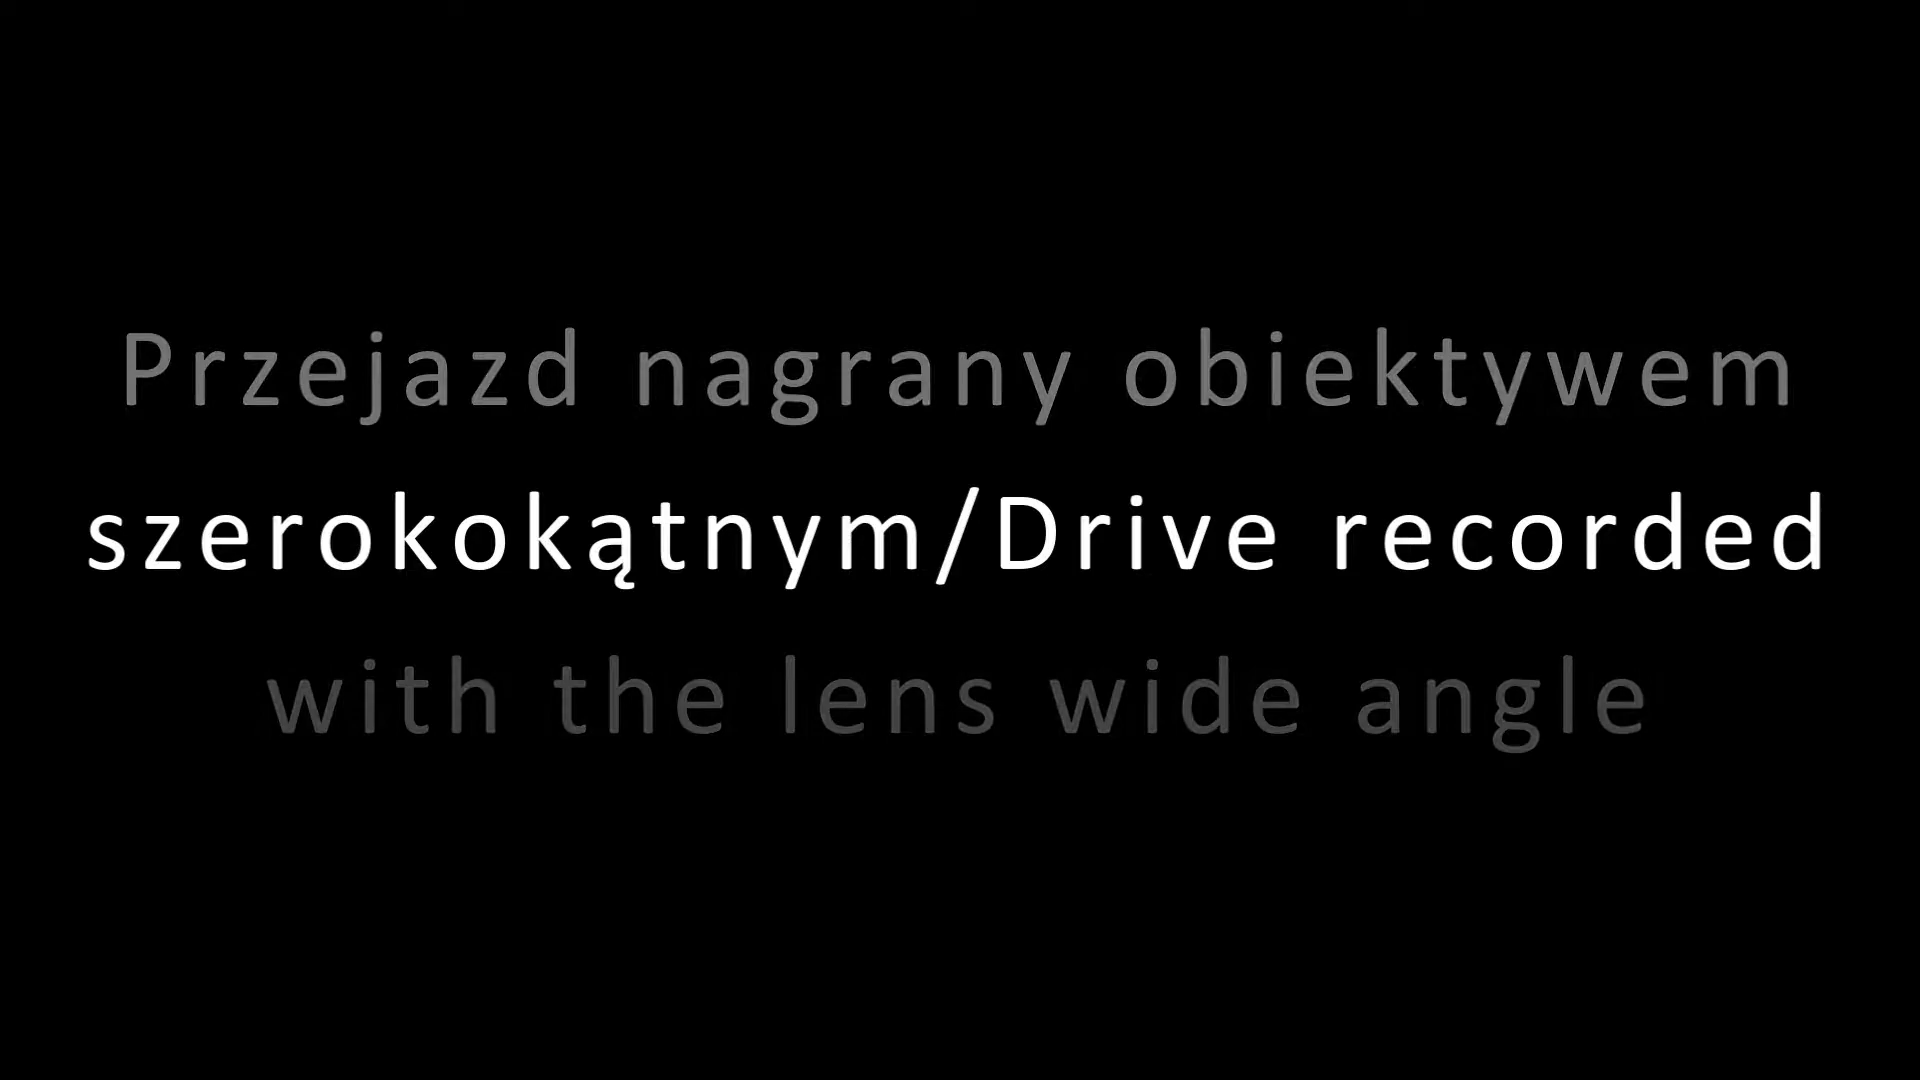 Przejazd nagrany obiektywem
szerokokątnym/Drive recorded
with the lens wide angle